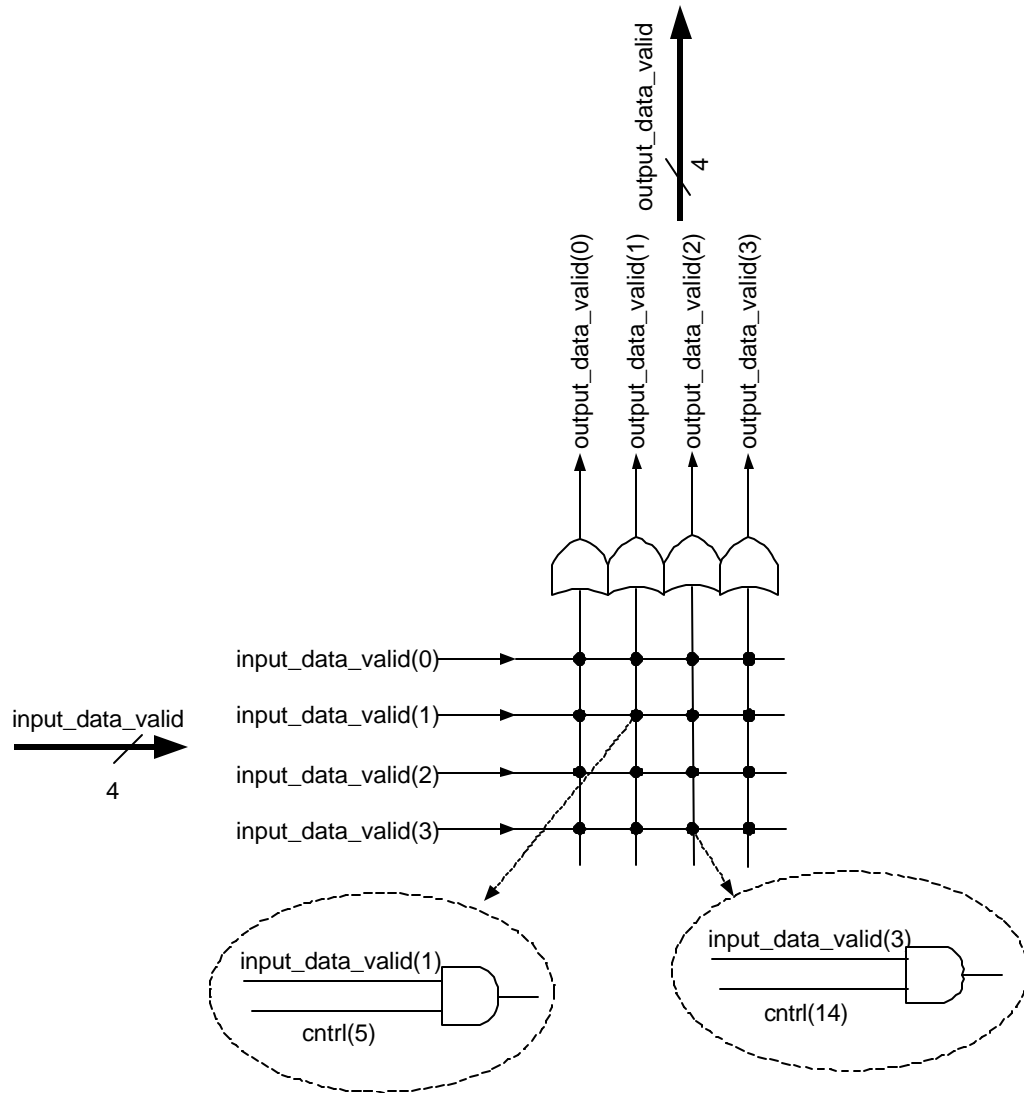 output_data_valid
4
output_data_valid(0)
output_data_valid(1)
output_data_valid(2)
output_data_valid(3)
input_data_valid(0)
input_data_valid(1)
input_data_valid
4
input_data_valid(2)
input_data_valid(3)
input_data_valid(1)
cntrl(5)
input_data_valid(3)
cntrl(14)